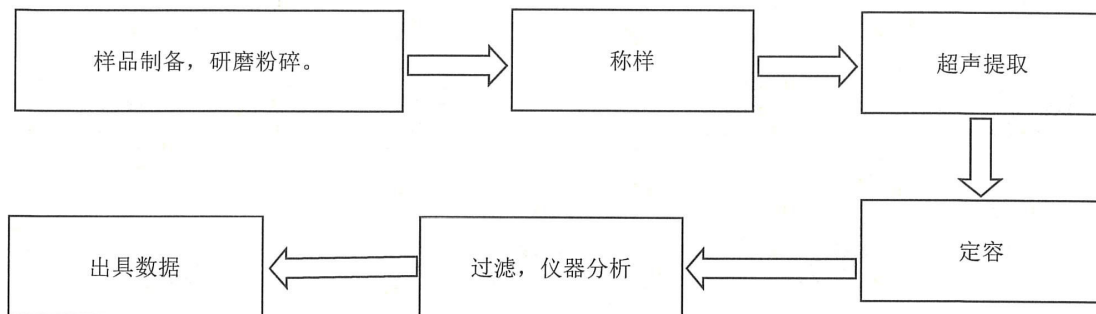 样品制备，研磨粉碎。
称样
超声提取
定容
过滤，仪器分析
出具数据